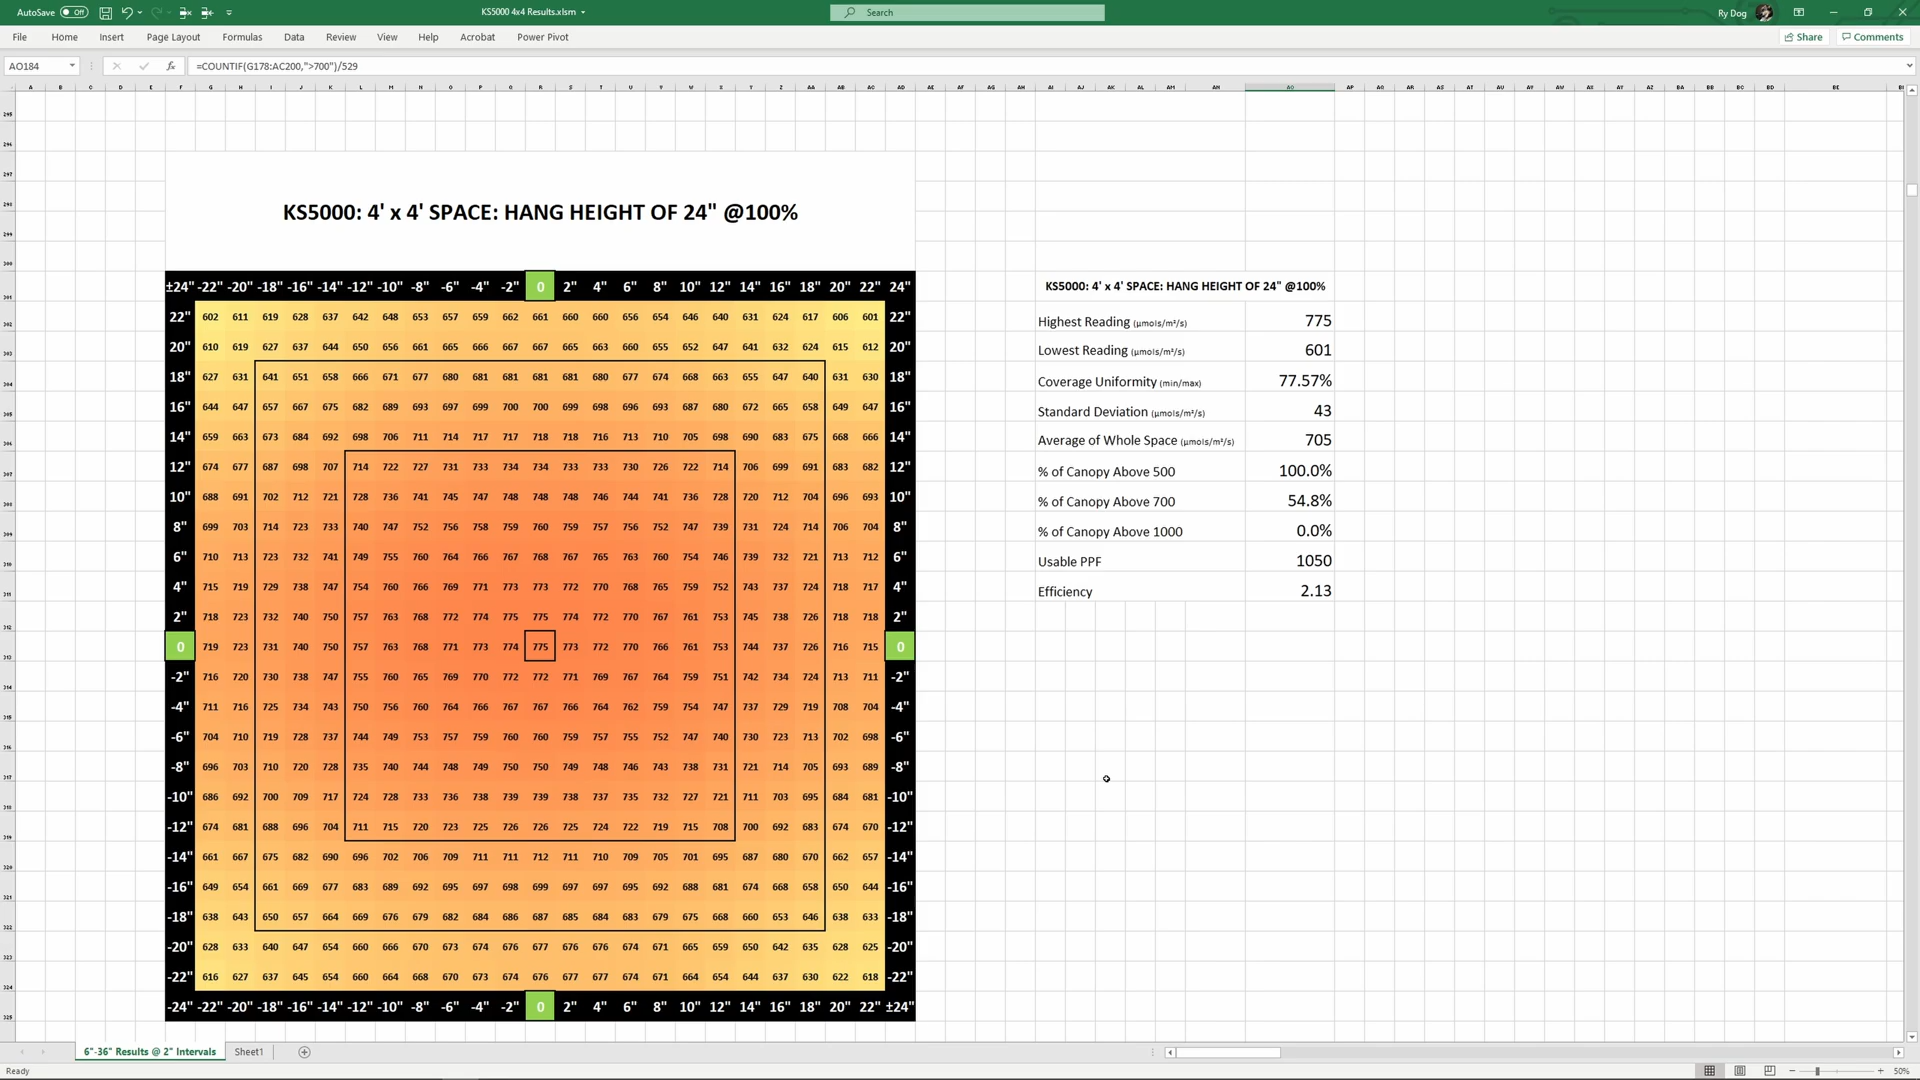 AutoSave Off KS5000 4x4 Results.xlsm Search Ry Dog
File Home Insert Page Layout Formulas Data Review View Help Acrobat Power Pivot Share Comments
AO184 fx =COUNTIF(G178:AC200,">700")/529
KS5000: 4' x 4' SPACE: HANG HEIGHT OF 24" @100%
±24" -22" -20" -18" -16" -14" -12" -10" -8" -6" -4" -2" 0 2" 4" 6" 8" 10" 12" 14" 16" 18" 20" 22" 24"
22" 602 611 619 628 637 642 648 653 657 659 662 661 660 660 656 654 646 640 631 624 617 606 601 22"
20" 610 619 627 637 644 650 656 661 665 666 667 667 665 663 660 655 652 647 641 632 624 615 612 20"
18" 627 631 641 651 658 666 671 677 680 681 681 681 681 680 677 674 668 663 655 647 640 631 630 18"
16" 644 647 657 667 675 682 689 693 697 699 700 700 699 698 696 693 687 680 672 665 658 649 647 16"
14" 659 663 673 684 692 698 706 711 714 717 717 718 718 716 713 710 705 698 690 683 675 668 666 14"
12" 674 677 687 698 707 714 722 727 731 733 734 734 733 733 730 726 722 714 706 699 691 683 682 12"
10" 688 691 702 712 721 728 736 741 745 747 748 748 748 746 744 741 736 728 720 712 704 696 693 10"
8" 699 703 714 723 733 740 747 752 756 758 759 760 759 757 756 752 747 739 731 724 714 706 704 8"
6" 710 713 723 732 741 749 755 760 764 766 767 768 767 765 763 760 754 746 739 732 721 713 712 6"
4" 715 719 729 738 747 754 760 766 769 771 773 773 772 770 768 765 759 752 743 737 724 718 717 4"
2" 718 723 732 740 750 757 763 768 772 774 775 775 774 772 770 767 761 753 745 738 726 718 718 2"
0 719 723 731 740 750 757 763 768 771 773 774 775 773 772 770 766 761 753 744 737 726 716 715 0
-2" 716 720 730 738 747 755 760 765 769 770 772 772 771 769 767 764 759 751 742 734 724 713 711 -2"
-4" 711 716 725 734 743 750 756 760 764 766 767 767 766 764 762 759 754 747 737 729 719 708 704 -4"
-6" 704 710 719 728 737 744 749 753 757 759 760 760 759 757 755 752 747 740 730 723 713 702 698 -6"
-8" 696 703 710 720 728 735 740 744 748 749 750 750 749 748 746 743 738 731 721 714 705 693 689 -8"
-10" 686 692 700 709 717 724 728 733 736 738 739 739 738 737 735 732 727 721 711 703 695 684 681 -10"
-12" 674 681 688 696 704 711 715 720 723 725 726 726 725 724 722 719 715 708 700 692 683 674 670 -12"
-14" 661 667 675 682 690 696 702 706 709 711 711 712 711 710 709 705 701 695 687 680 670 662 657 -14"
-16" 649 654 661 669 677 683 689 692 695 697 698 699 697 697 695 692 688 681 674 668 658 650 644 -16"
-18" 638 643 650 657 664 669 676 679 682 684 686 687 685 684 683 679 675 668 660 653 646 638 633 -18"
-20" 628 633 640 647 654 660 666 670 673 674 676 676 676 674 671 665 659 650 642 635 628 625 -20"
-22" 616 627 637 645 654 660 664 668 670 673 674 676 677 677 674 671 664 654 644 637 630 622 618 -22"
-24" -22" -20" -18" -16" -14" -12" -10" -8" -6" -4" -2" 0 2" 4" 6" 8" 10" 12" 14" 16" 18" 20" 22" ±24"
KS5000: 4' x 4' SPACE: HANG HEIGHT OF 24" @100%
Highest Reading (µmols/m²/s) 775
Lowest Reading (µmols/m²/s) 601
Coverage Uniformity (min/max) 77.57%
Standard Deviation (µmols/m²/s) 43
Average of Whole Space (µmols/m²/s) 705
% of Canopy Above 500 100.0%
% of Canopy Above 700 54.8%
% of Canopy Above 1000 0.0%
Usable PPF 1050
Efficiency 2.13
6"-36" Results @ 2" Intervals Sheet1
Ready 50%